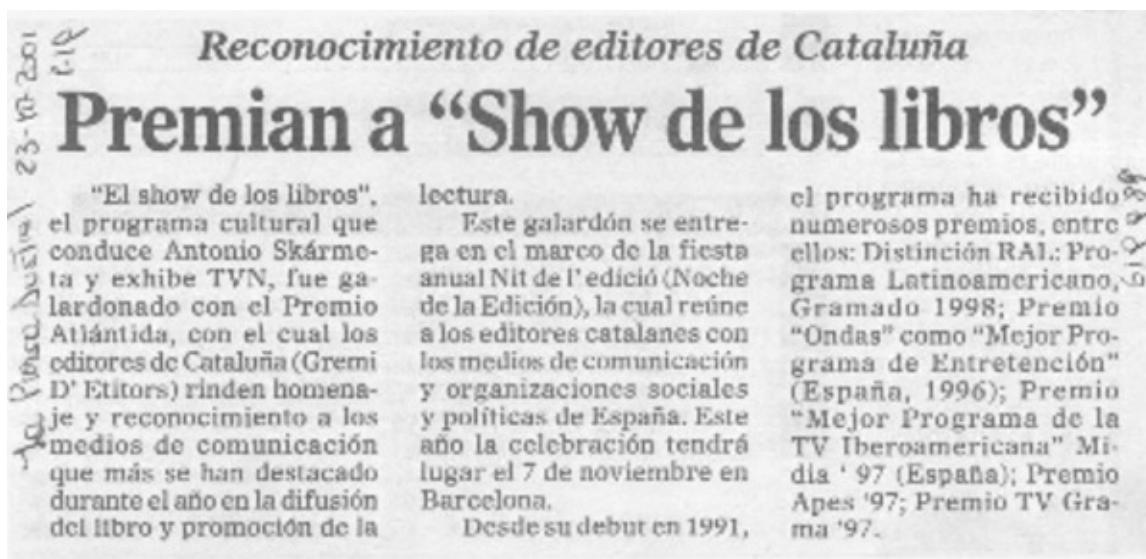 Reconocimiento de editores de Cataluña
Premian a “Show de los libros”
“El show de los libros”,
el programa cultural que
conduce Antonio Skárme-
ta y exhibe TVN, fue ga-
lardonado con el Premio
Atlántida, con el cual los
editores de Cataluña (Gremi
D’ Etitors) rinden homena-
je y reconocimiento a los
medios de comunicación
que más se han destacado
durante el año en la difusión
del libro y promoción de la
lectura.
Este galardón se entre-
ga en el marco de la fiesta
anual Nit de l’ edició (Noche
de la Edición), la cual reúne
a los editores catalanes con
los medios de comunicación
y organizaciones sociales
y políticas de España. Este
año la celebración tendrá
lugar el 7 de noviembre en
Barcelona.
Desde su debut en 1991,
el programa ha recibido
numerosos premios, entre
ellos: Distinción RAL: Pro-
grama Latinoamericano,
Gramado 1998; Premio
“Ondas” como “Mejor Pro-
grama de Entretención”
(España, 1996); Premio
“Mejor Programa de la
TV Iberoamericana” Mi-
dia ‘ 97 (España); Premio
Apes ’97; Premio TV Gra-
ma ’97.
La Prensa